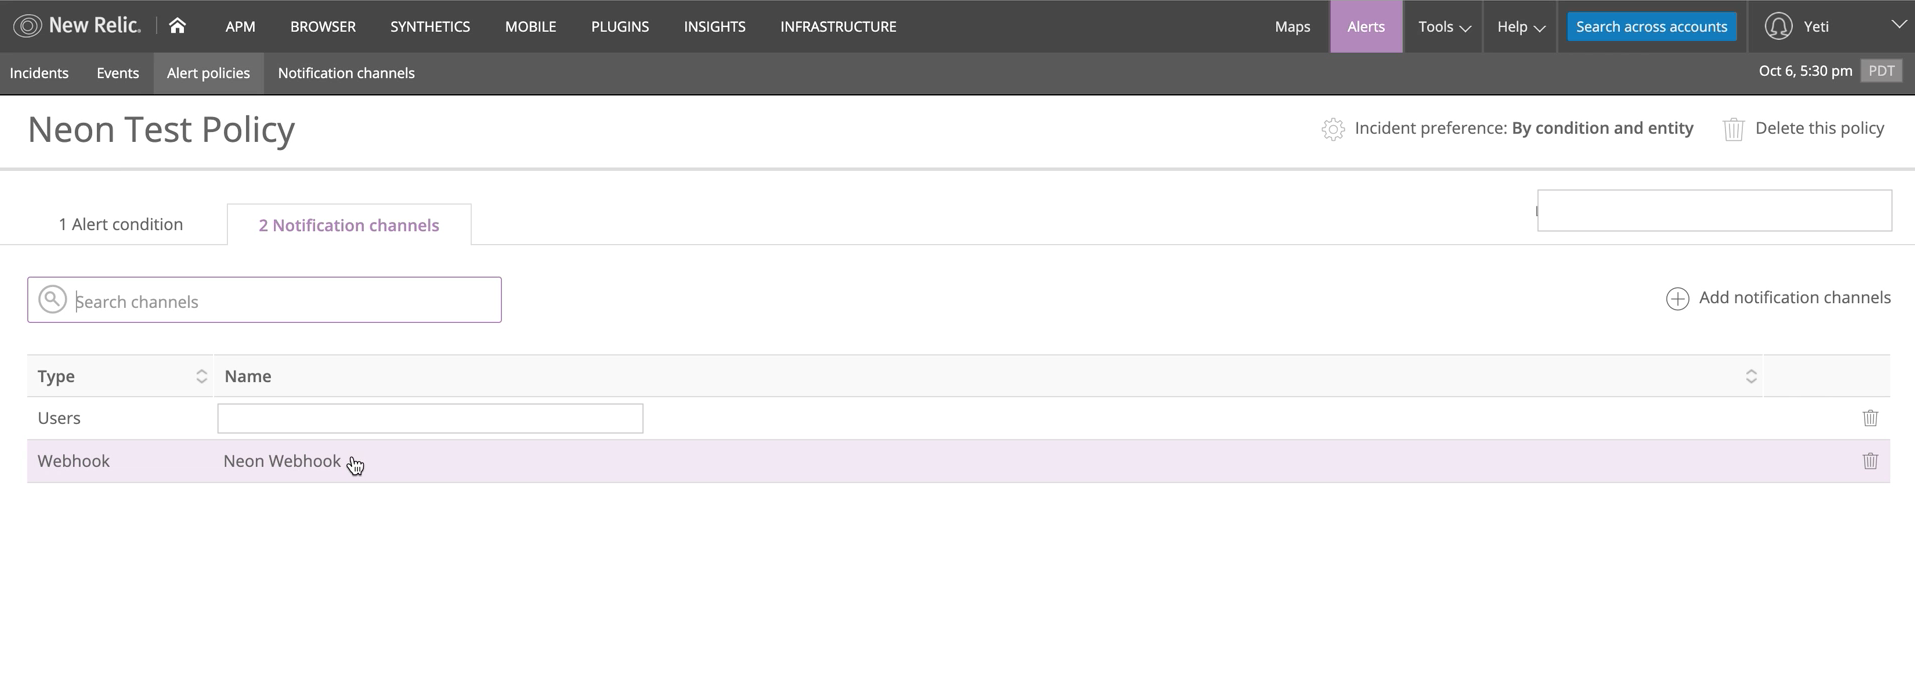 New Relic. APM BROWSER SYNTHETICS MOBILE PLUGINS INSIGHTS INFRASTRUCTURE Maps Alerts Tools Help Search across accounts Yeti
Incidents Events Alert policies Notification channels Oct 6, 5:30 pm PDT
Neon Test Policy Incident preference: By condition and entity Delete this policy
1 Alert condition 2 Notification channels
Search channels Add notification channels
Type Name
Users
Webhook Neon Webhook